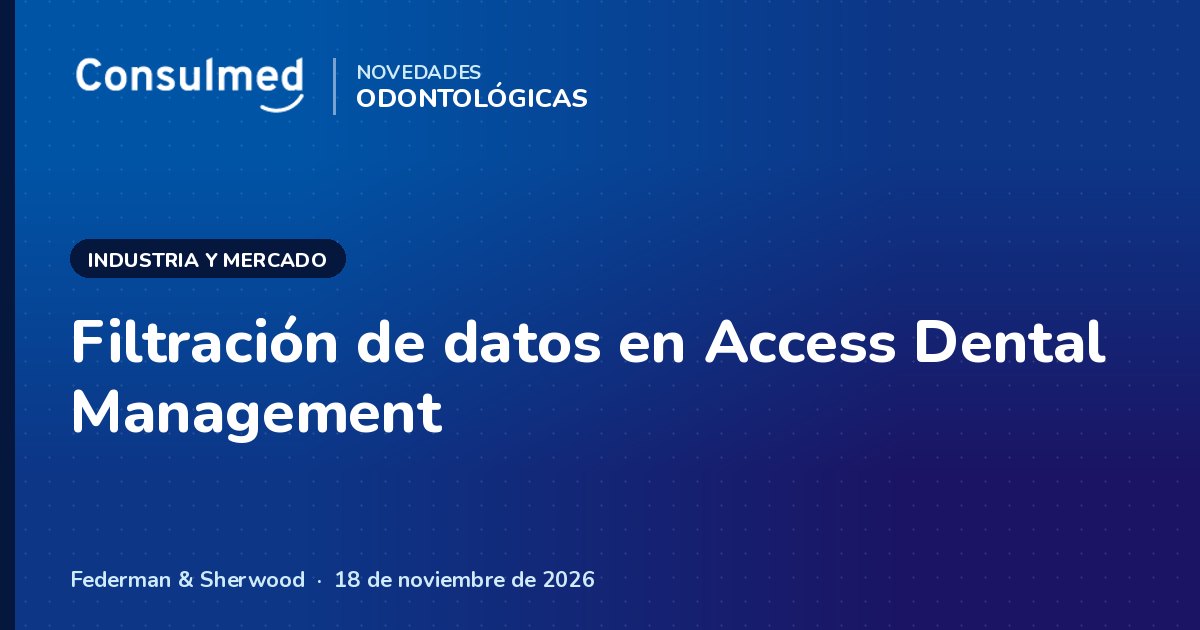 Consulmed
NOVEDADES
ODONTOLÓGICAS
INDUSTRIA Y MERCADO
Filtración de datos en Access Dental
Management
Federman & Sherwood · 18 de noviembre de 2026